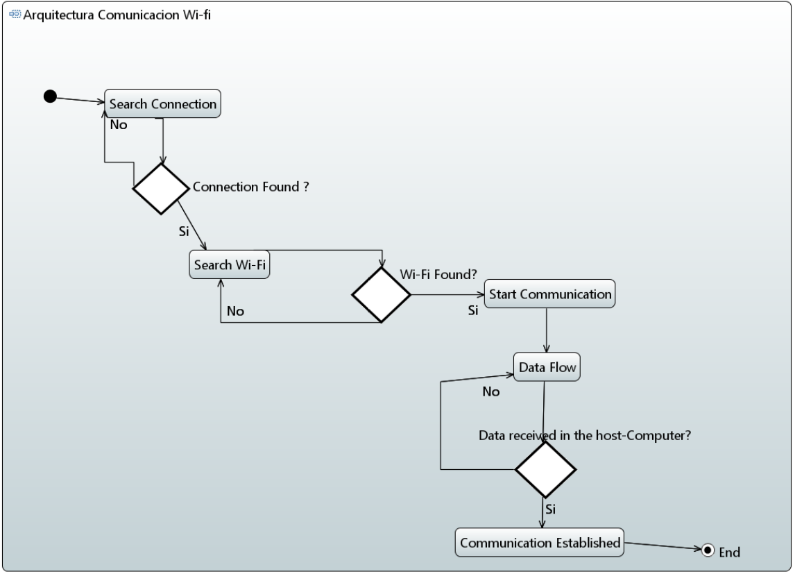 Arquitectura Comunicacion Wi-fi
Search Connection
No
Connection Found ?
Si
Search Wi-Fi
Wi-Fi Found?
No
Si
Start Communication
Data Flow
No
Data received in the host-Computer?
Si
Communication Established
End